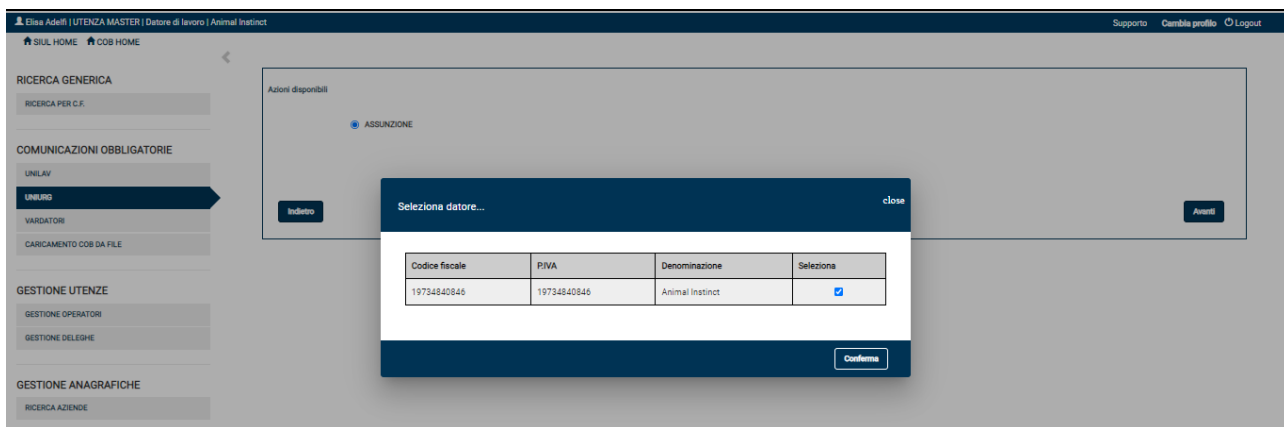 Elisa Adelfi | UTENZA MASTER | Datore di lavoro | Animal Instinct
Supporto Cambia profilo Logout
SIUL HOME COB HOME
RICERCA GENERICA
RICERCA PER C.F.
COMUNICAZIONI OBBLIGATORIE
UNILAV
UNIURG
VARDATORI
CARICAMENTO COB DA FILE
GESTIONE UTENZE
GESTIONE OPERATORI
GESTIONE DELEGHE
GESTIONE ANAGRAFICHE
RICERCA AZIENDE
Azioni disponibili
ASSUNZIONE
Indietro
Avanti
Seleziona datore...
close
Codice fiscale P.IVA Denominazione Seleziona
19734840846 19734840846 Animal Instinct
Conferma